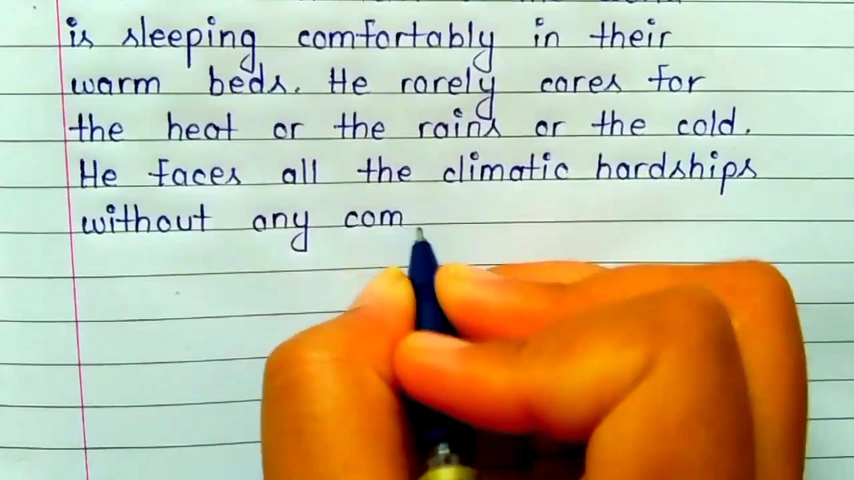 is sleeping comfortably in their
warm beds. He rarely cares for
the heat or the rains or the cold.
He faces all the climatic hardships
without any com